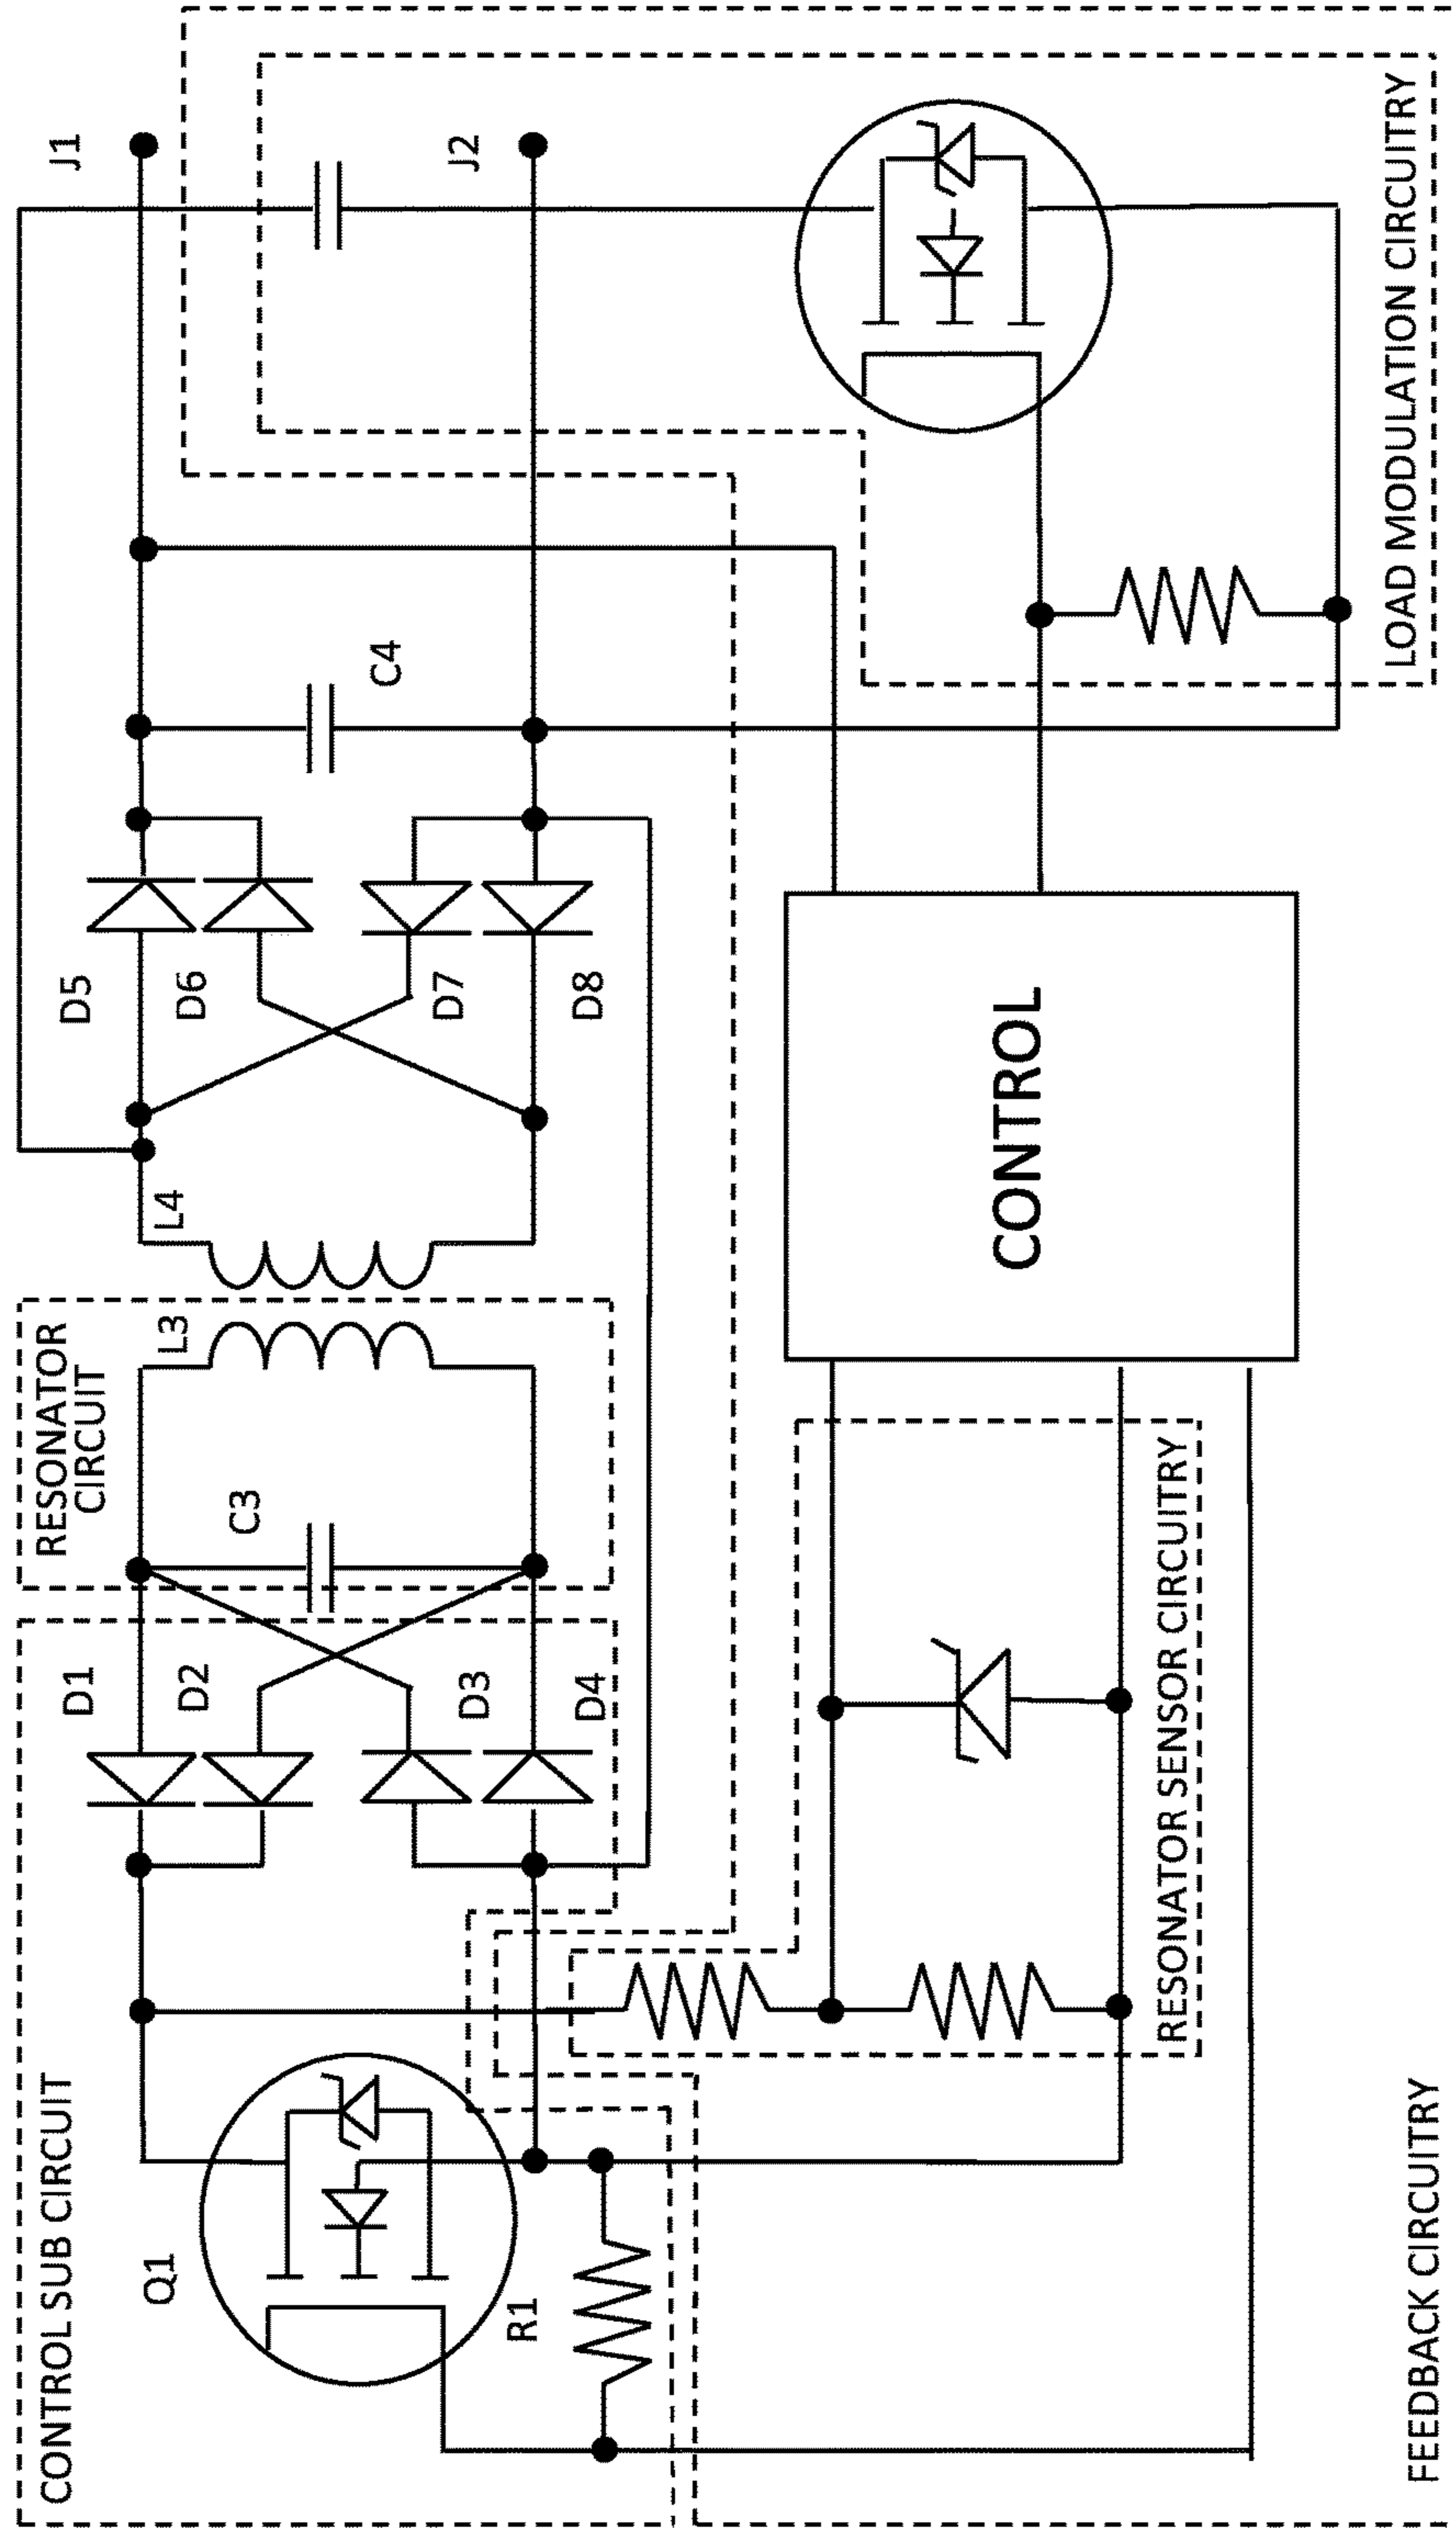 CONTROL SUB CIRCUIT
Q1
R1
D1
D2
D3
D4
RESONATOR
CIRCUIT
C3
L3
L4
D5
D6
D7
D8
C4
J1
J2
RESONATOR SENSOR CIRCUITRY
CONTROL
LOAD MODULATION CIRCUITRY
FEEDBACK CIRCUITRY